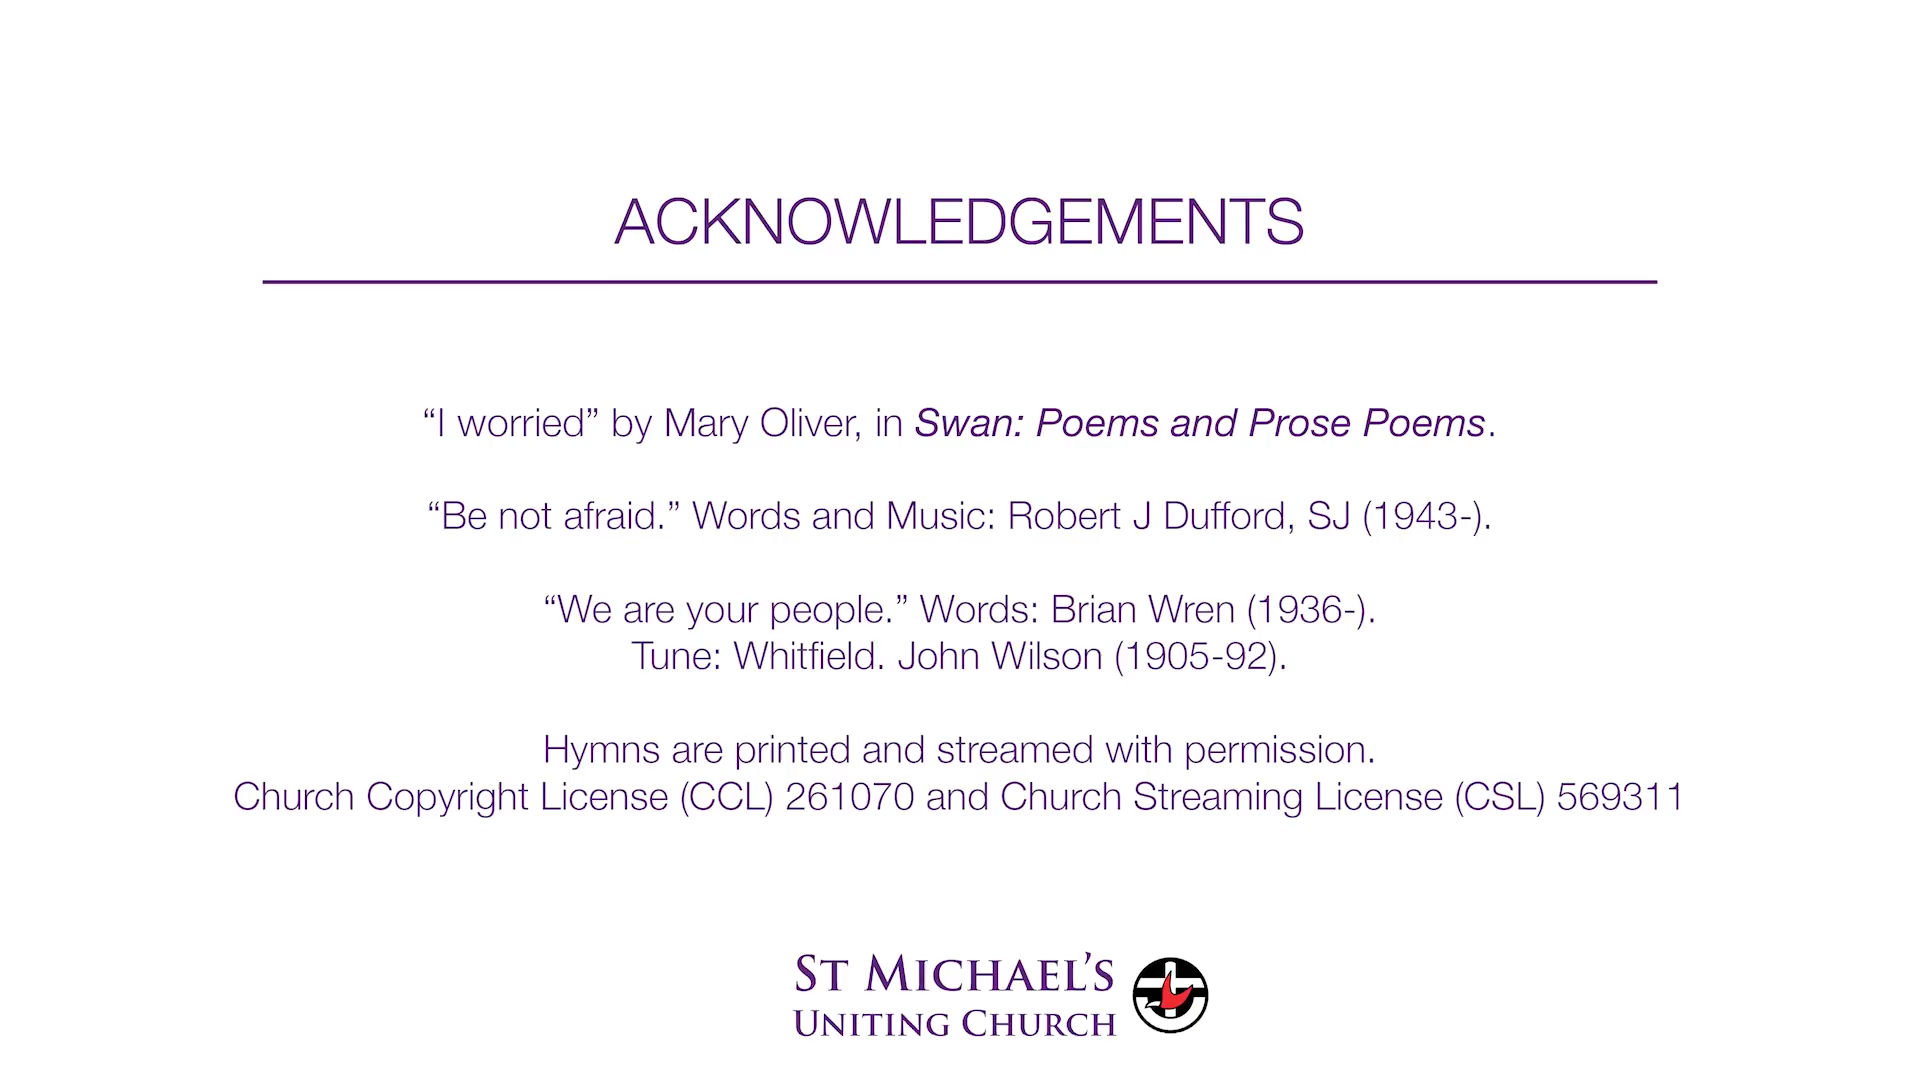 ACKNOWLEDGEMENTS
“I worried” by Mary Oliver, in Swan: Poems and Prose Poems.
“Be not afraid.” Words and Music: Robert J Dufford, SJ (1943-).
“We are your people.” Words: Brian Wren (1936-).
Tune: Whitfield. John Wilson (1905-92).
Hymns are printed and streamed with permission.
Church Copyright License (CCL) 261070 and Church Streaming License (CSL) 569311
ST MICHAEL’S
UNITING CHURCH